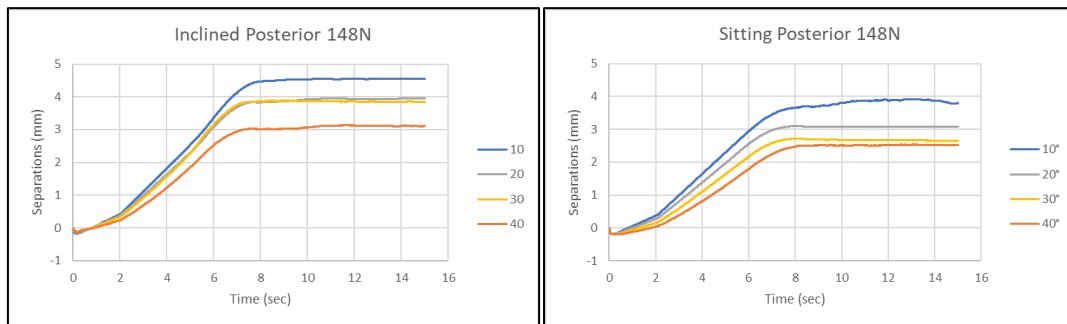 Inclined Posterior 148N
5
4
3
2
1
0
-1
0 2 4 6 8 10 12 14 16
Separations (mm)
Time (sec)
10
20
30
40
Sitting Posterior 148N
5
4
3
2
1
0
-1
0 2 4 6 8 10 12 14 16
Separations (mm)
Time (sec)
10°
20°
30°
40°